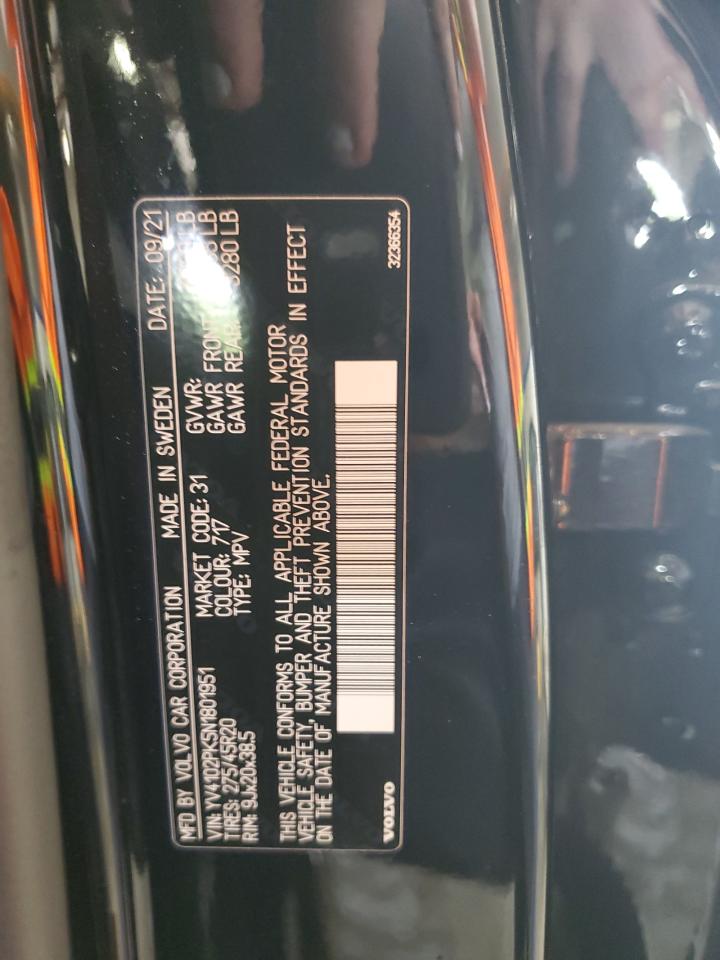 MFD BY VOLVO CAR CORPORATION MADE IN SWEDEN DATE: 09/21
VIN: YV4102PK5N1801951 MARKET CODE: 31 GVWR: LB
TIRES: 275/45R20 COLOUR: 717 GAWR FRONT LB
RIM: 9Jx20x38.5 TYPE: MPV GAWR REAR LB
THIS VEHICLE CONFORMS TO ALL APPLICABLE FEDERAL MOTOR
VEHICLE SAFETY, BUMPER AND THEFT PREVENTION STANDARDS IN EFFECT
ON THE DATE OF MANUFACTURE SHOWN ABOVE.
VOLVO 32366354